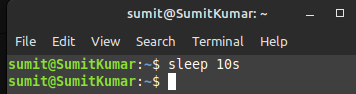 sumit@SumitKumar: ~
File Edit View Search Terminal Help
sumit@SumitKumar:~$ sleep 10s
sumit@SumitKumar:~$